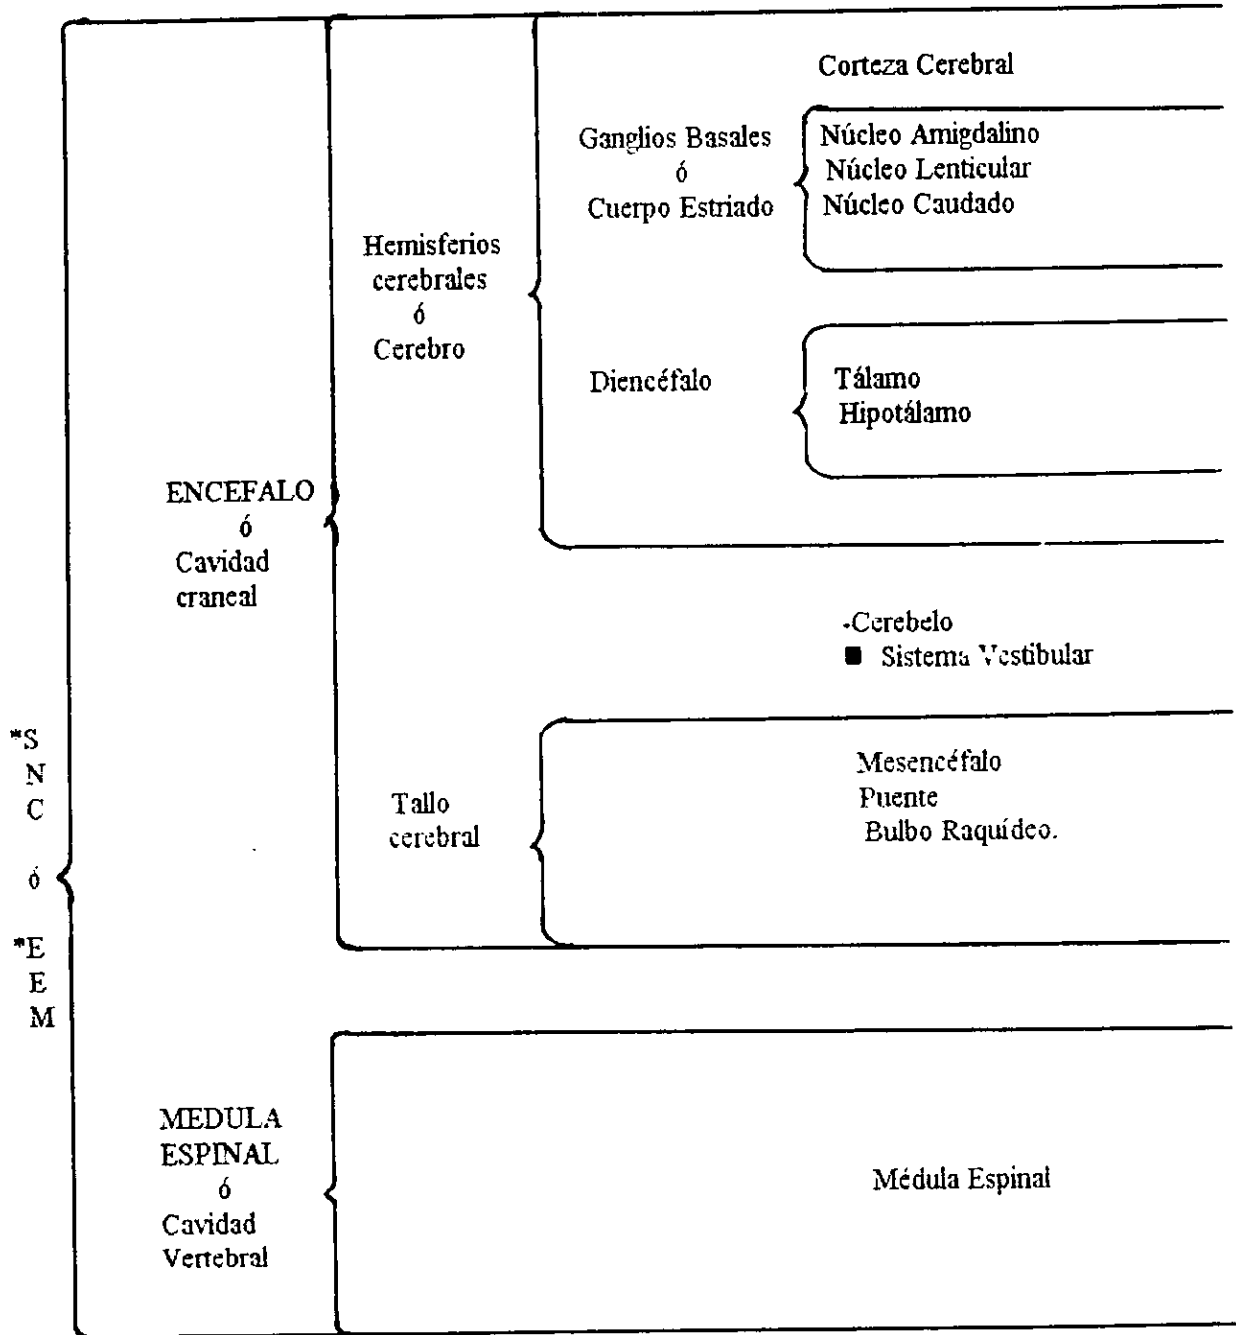 *S
N
C
ó
*E
E
M
ENCEFALO
ó
Cavidad
craneal
Hemisferios
cerebrales
ó
Cerebro
Corteza Cerebral
Ganglios Basales
ó
Cuerpo Estriado
Núcleo Amigdalino
Núcleo Lenticular
Núcleo Caudado
Diencéfalo
Tálamo
Hipotálamo
-Cerebelo
■ Sistema Vestibular
Tallo
cerebral
Mesencéfalo
Puente
Bulbo Raquídeo.
MEDULA
ESPINAL
ó
Cavidad
Vertebral
Médula Espinal